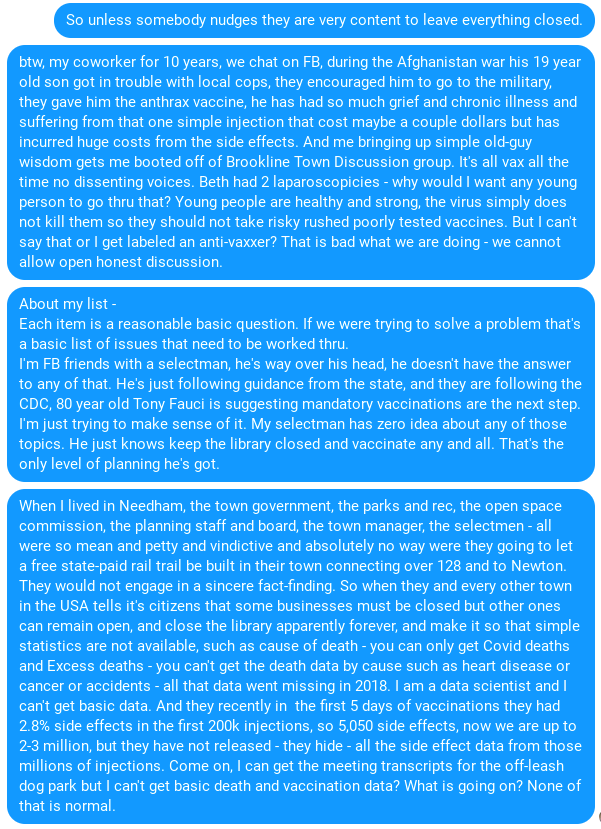 So unless somebody nudges they are very content to leave everything closed.
btw, my coworker for 10 years, we chat on FB, during the Afghanistan war his 19 year
old son got in trouble with local cops, they encouraged him to go to the military,
they gave him the anthrax vaccine, he has had so much grief and chronic illness and
suffering from that one simple injection that cost maybe a couple dollars but has
incurred huge costs from the side effects. And me bringing up simple old-guy
wisdom gets me booted off of Brookline Town Discussion group. It's all vax all the
time no dissenting voices. Beth had 2 laparoscopicies - why would I want any young
person to go thru that? Young people are healthy and strong, the virus simply does
not kill them so they should not take risky rushed poorly tested vaccines. But I can't
say that or I get labeled an anti-vaxxer? That is bad what we are doing - we cannot
allow open honest discussion.
About my list -
Each item is a reasonable basic question. If we were trying to solve a problem that's
a basic list of issues that need to be worked thru.
I'm FB friends with a selectman, he's way over his head, he doesn't have the answer
to any of that. He's just following guidance from the state, and they are following the
CDC, 80 year old Tony Fauci is suggesting mandatory vaccinations are the next step.
I'm just trying to make sense of it. My selectman has zero idea about any of those
topics. He just knows keep the library closed and vaccinate any and all. That's the
only level of planning he's got.
When I lived in Needham, the town government, the parks and rec, the open space
commission, the planning staff and board, the town manager, the selectmen - all
were so mean and petty and vindictive and absolutely no way were they going to let
a free state-paid rail trail be built in their town connecting over 128 and to Newton.
They would not engage in a sincere fact-finding. So when they and every other town
in the USA tells it's citizens that some businesses must be closed but other ones
can remain open, and close the library apparently forever, and make it so that simple
statistics are not available, such as cause of death - you can only get Covid deaths
and Excess deaths - you can't get the death data by cause such as heart disease or
cancer or accidents - all that data went missing in 2018. I am a data scientist and I
can't get basic data. And they recently in the first 5 days of vaccinations they had
2.8% side effects in the first 200k injections, so 5,050 side effects, now we are up to
2-3 million, but they have not released - they hide - all the side effect data from those
millions of injections. Come on, I can get the meeting transcripts for the off-leash
dog park but I can't get basic death and vaccination data? What is going on? None of
that is normal.